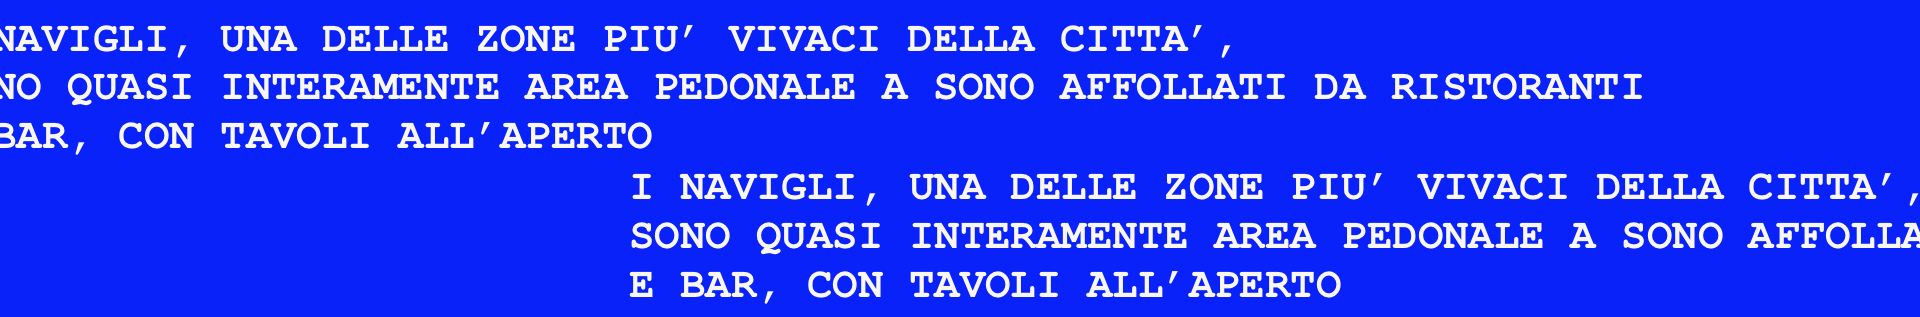 NAVIGLI, UNA DELLE ZONE PIU’ VIVACI DELLA CITTA’,
NO QUASI INTERAMENTE AREA PEDONALE A SONO AFFOLLATI DA RISTORANTI
BAR, CON TAVOLI ALL’APERTO
I NAVIGLI, UNA DELLE ZONE PIU’ VIVACI DELLA CITTA’,
SONO QUASI INTERAMENTE AREA PEDONALE A SONO AFFOLLA
E BAR, CON TAVOLI ALL’APERTO